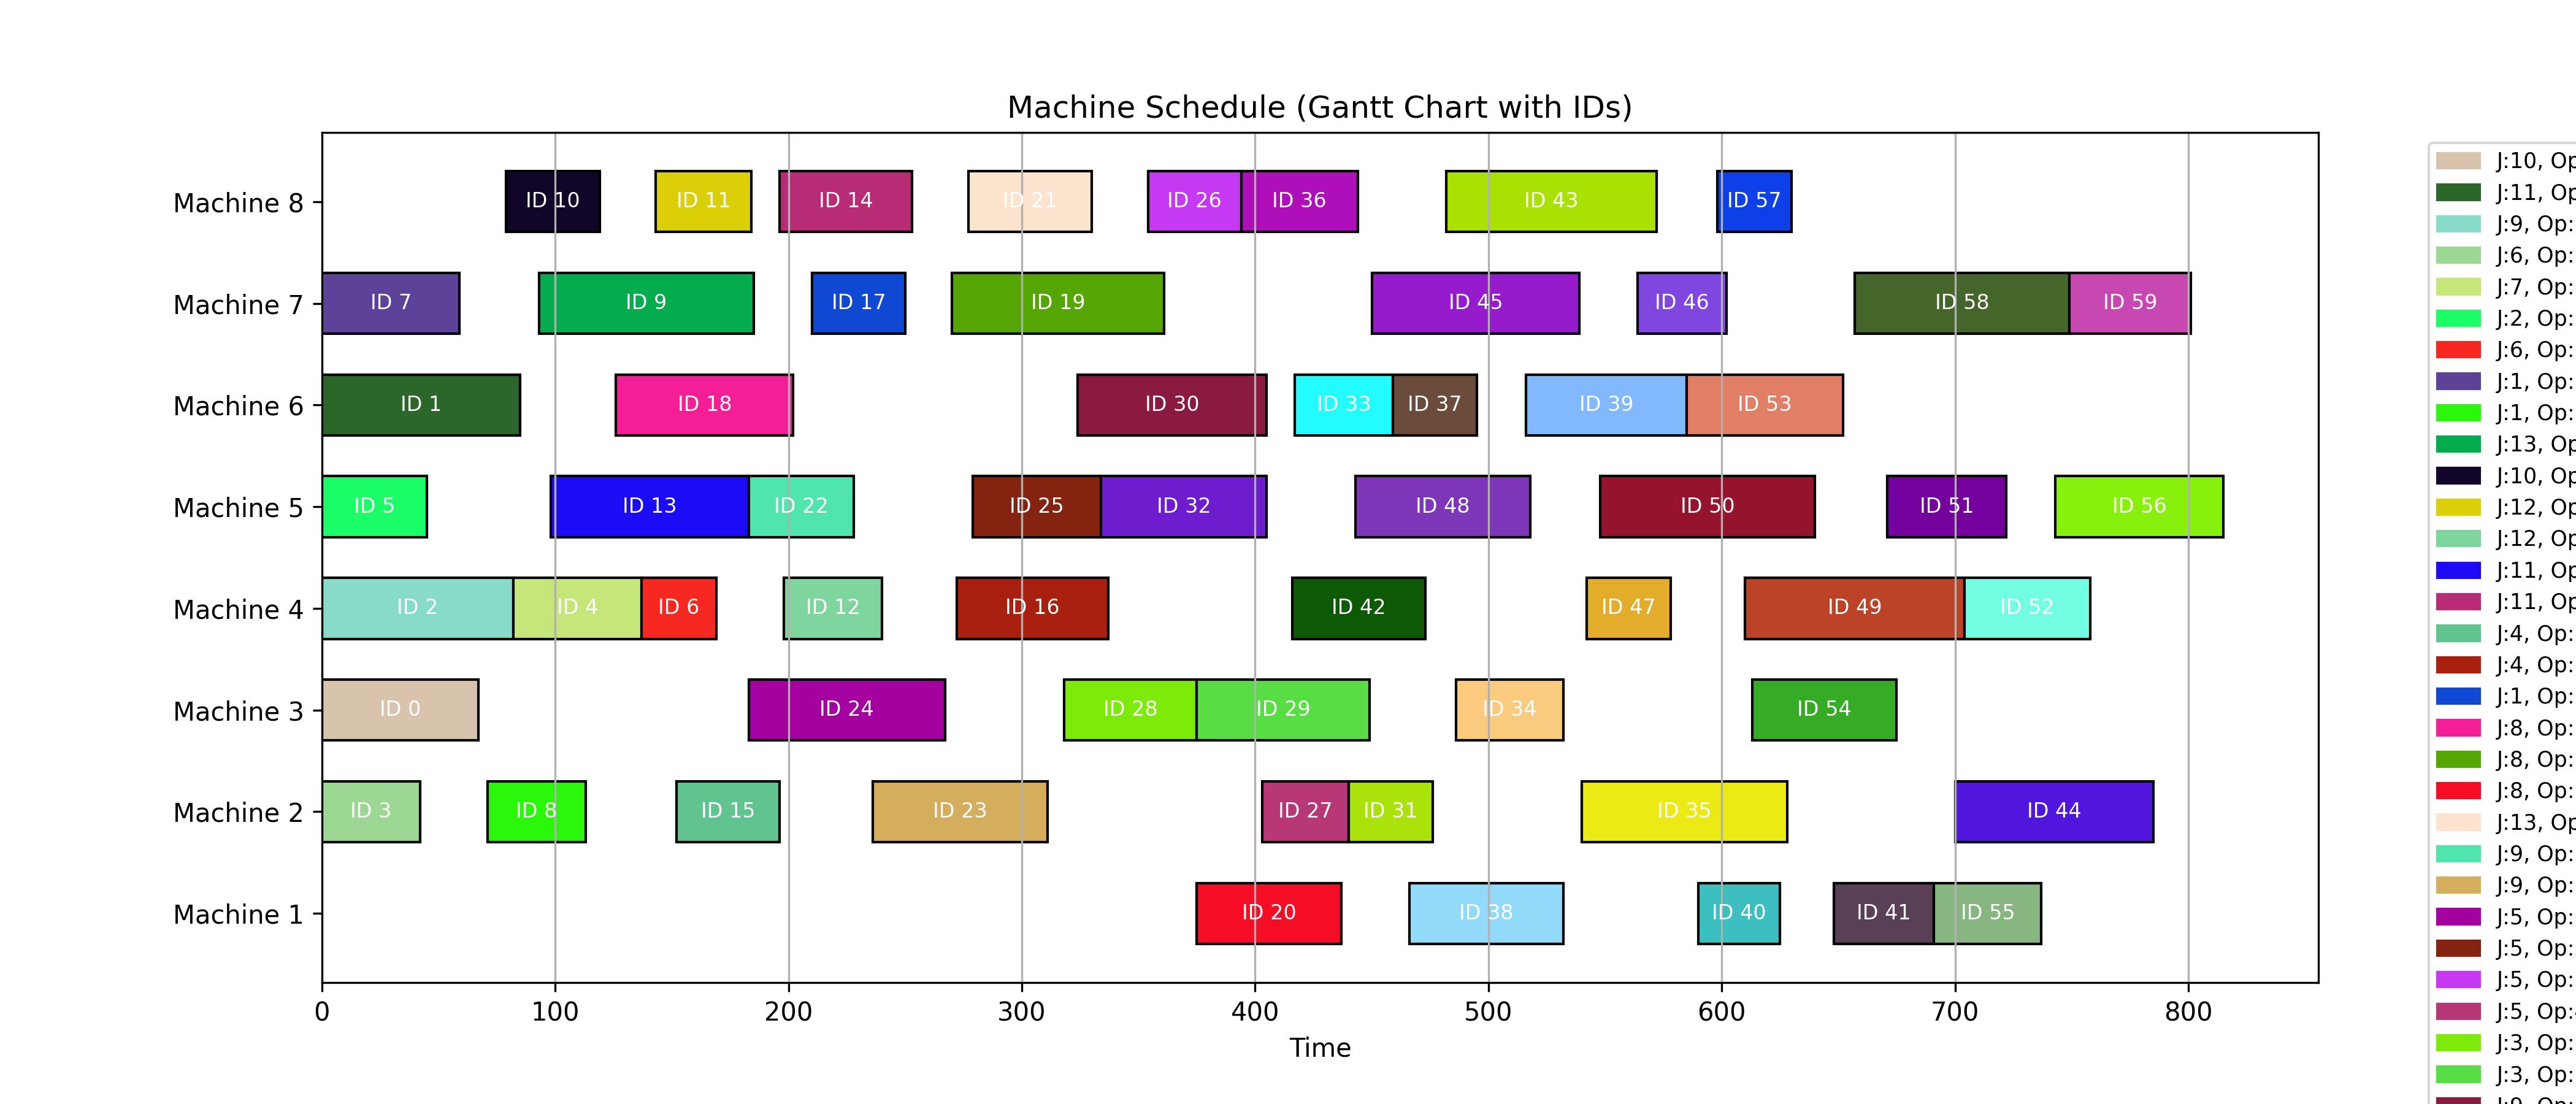 Machine Schedule (Gantt Chart with IDs)
Machine 8
ID 10
ID 11
ID 14
ID 21
ID 26
ID 36
ID 43
ID 57
Machine 7
ID 7
ID 9
ID 17
ID 19
ID 45
ID 46
ID 58
ID 59
Machine 6
ID 1
ID 18
ID 30
ID 33
ID 37
ID 39
ID 53
Machine 5
ID 5
ID 13
ID 22
ID 25
ID 32
ID 48
ID 50
ID 51
ID 56
Machine 4
ID 2
ID 4
ID 6
ID 12
ID 16
ID 42
ID 47
ID 49
ID 52
Machine 3
ID 0
ID 24
ID 28
ID 29
ID 34
ID 54
Machine 2
ID 3
ID 8
ID 15
ID 23
ID 27
ID 31
ID 35
ID 44
Machine 1
ID 20
ID 38
ID 40
ID 41
ID 55
0 100 200 300 400 500 600 700 800
Time
J:10, Op
J:11, Op
J:9, Op:
J:6, Op:
J:7, Op:
J:2, Op:
J:6, Op:
J:1, Op:
J:1, Op:
J:13, Op
J:10, Op
J:12, Op
J:12, Op
J:11, Op
J:11, Op
J:4, Op:
J:4, Op:
J:1, Op:
J:8, Op:
J:8, Op:
J:8, Op:
J:13, Op
J:9, Op:
J:9, Op:
J:5, Op:
J:5, Op:
J:5, Op:
J:5, Op:
J:3, Op:
J:3, Op: